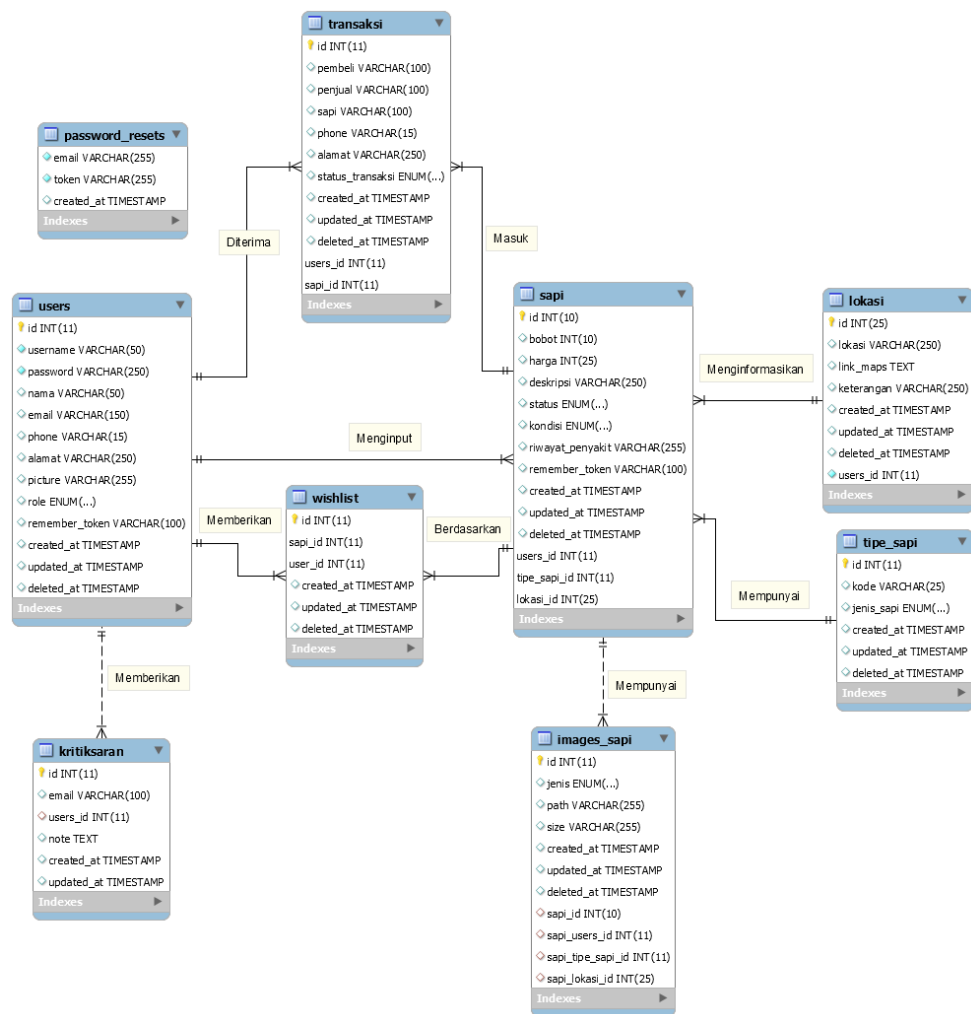 transaksi
id INT(11)
pembeli VARCHAR(100)
penjual VARCHAR(100)
sapi VARCHAR(100)
phone VARCHAR(15)
alamat VARCHAR(250)
status_transaksi ENUM(...)
created_at TIMESTAMP
updated_at TIMESTAMP
deleted_at TIMESTAMP
users_id INT(11)
sapi_id INT(11)
Indexes
password_resets
email VARCHAR(255)
token VARCHAR(255)
created_at TIMESTAMP
Indexes
Diterima
Masuk
users
id INT(11)
username VARCHAR(50)
password VARCHAR(250)
nama VARCHAR(50)
email VARCHAR(150)
phone VARCHAR(15)
alamat VARCHAR(250)
picture VARCHAR(255)
role ENUM(...)
remember_token VARCHAR(100)
created_at TIMESTAMP
updated_at TIMESTAMP
deleted_at TIMESTAMP
Indexes
Menginput
Memberikan
wishlist
id INT(11)
sapi_id INT(11)
user_id INT(11)
created_at TIMESTAMP
updated_at TIMESTAMP
deleted_at TIMESTAMP
Indexes
Berdasarkan
sapi
id INT(10)
bobot INT(10)
harga INT(25)
deskripsi VARCHAR(250)
status ENUM(...)
kondisi ENUM(...)
riwayat_penyakit VARCHAR(255)
remember_token VARCHAR(100)
created_at TIMESTAMP
updated_at TIMESTAMP
deleted_at TIMESTAMP
users_id INT(11)
tipe_sapi_id INT(11)
lokasi_id INT(25)
Indexes
Menginformasikan
lokasi
id INT(25)
lokasi VARCHAR(250)
link_maps TEXT
keterangan VARCHAR(250)
created_at TIMESTAMP
updated_at TIMESTAMP
deleted_at TIMESTAMP
users_id INT(11)
Indexes
Mempunyai
tipe_sapi
id INT(11)
kode VARCHAR(25)
jenis_sapi ENUM(...)
created_at TIMESTAMP
updated_at TIMESTAMP
deleted_at TIMESTAMP
Indexes
Memberikan
kritiksaran
id INT(11)
email VARCHAR(100)
users_id INT(11)
note TEXT
created_at TIMESTAMP
updated_at TIMESTAMP
Indexes
Mempunyai
images_sapi
id INT(11)
jenis ENUM(...)
path VARCHAR(255)
size VARCHAR(255)
created_at TIMESTAMP
updated_at TIMESTAMP
deleted_at TIMESTAMP
sapi_id INT(10)
sapi_users_id INT(11)
sapi_tipe_sapi_id INT(11)
sapi_lokasi_id INT(25)
Indexes